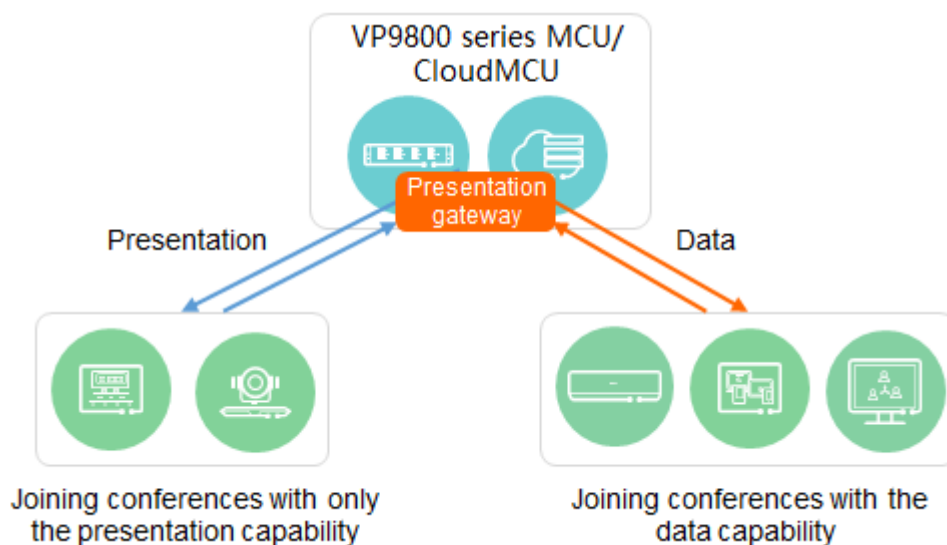 VP9800 series MCU/
CloudMCU
Presentation
gateway
Presentation
Data
Joining conferences with only
the presentation capability
Joining conferences with the
data capability